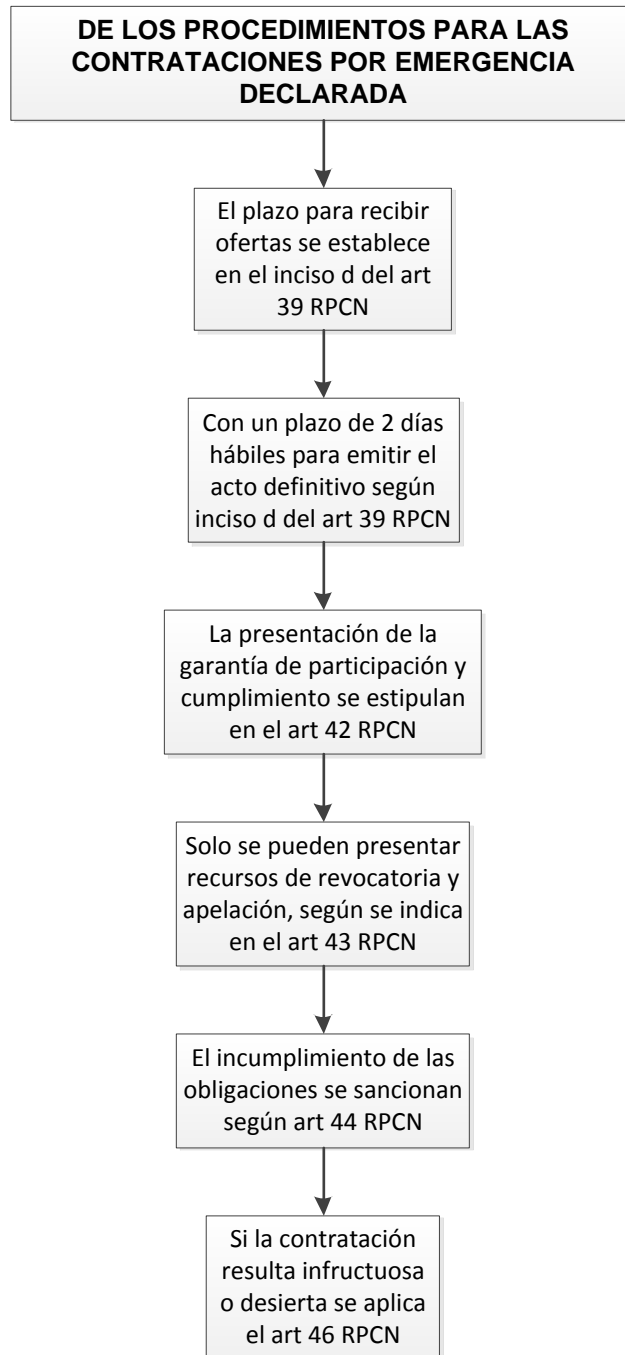 DE LOS PROCEDIMIENTOS PARA LAS
CONTRATACIONES POR EMERGENCIA
DECLARADA
El plazo para recibir
ofertas se establece
en el inciso d del art
39 RPCN
Con un plazo de 2 días
hábiles para emitir el
acto definitivo según
inciso d del art 39 RPCN
La presentación de la
garantía de participación y
cumplimiento se estipulan
en el art 42 RPCN
Solo se pueden presentar
recursos de revocatoria y
apelación, según se indica
en el art 43 RPCN
El incumplimiento de las
obligaciones se sancionan
según art 44 RPCN
Si la contratación
resulta infructuosa
o desierta se aplica
el art 46 RPCN